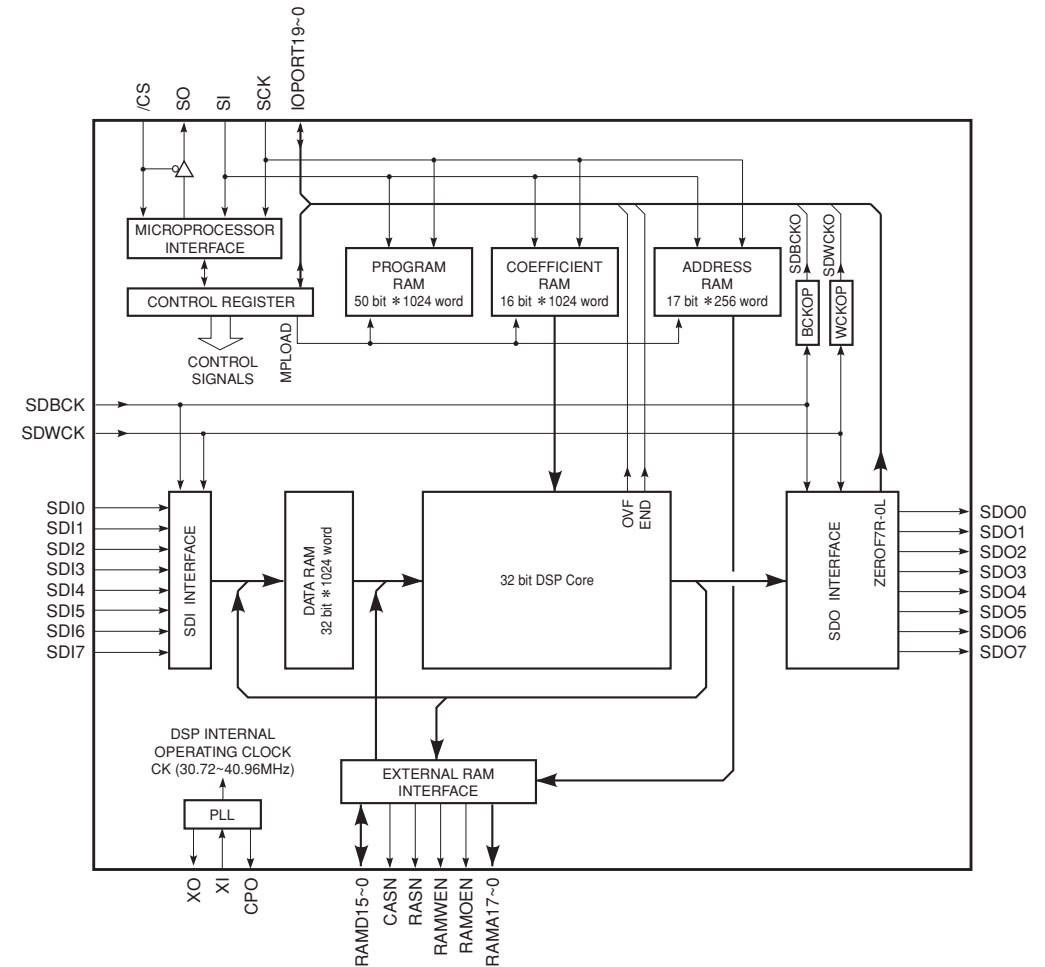 /CS
SO
SI
SCK
IOPORT19~0
MICROPROCESSOR
INTERFACE
CONTROL REGISTER
CONTROL
SIGNALS
MPLOAD
PROGRAM
RAM
50 bit * 1024 word
COEFFICIENT
RAM
16 bit * 1024 word
ADDRESS
RAM
17 bit * 256 word
SDBCKO
SDWCKO
BCKOP
WCKOP
SDBCK
SDWCK
SDI0
SDI1
SDI2
SDI3
SDI4
SDI5
SDI6
SDI7
SDI INTERFACE
DATA RAM
32 bit * 1024 word
32 bit DSP Core
OVF
END
SDO INTERFACE
ZEROF7R-0L
SDO0
SDO1
SDO2
SDO3
SDO4
SDO5
SDO6
SDO7
DSP INTERNAL
OPERATING CLOCK
CK (30.72~40.96MHz)
PLL
EXTERNAL RAM
INTERFACE
XO
XI
CPO
RAMD15~0
CASN
RASN
RAMWEN
RAMOEN
RAMA17~0